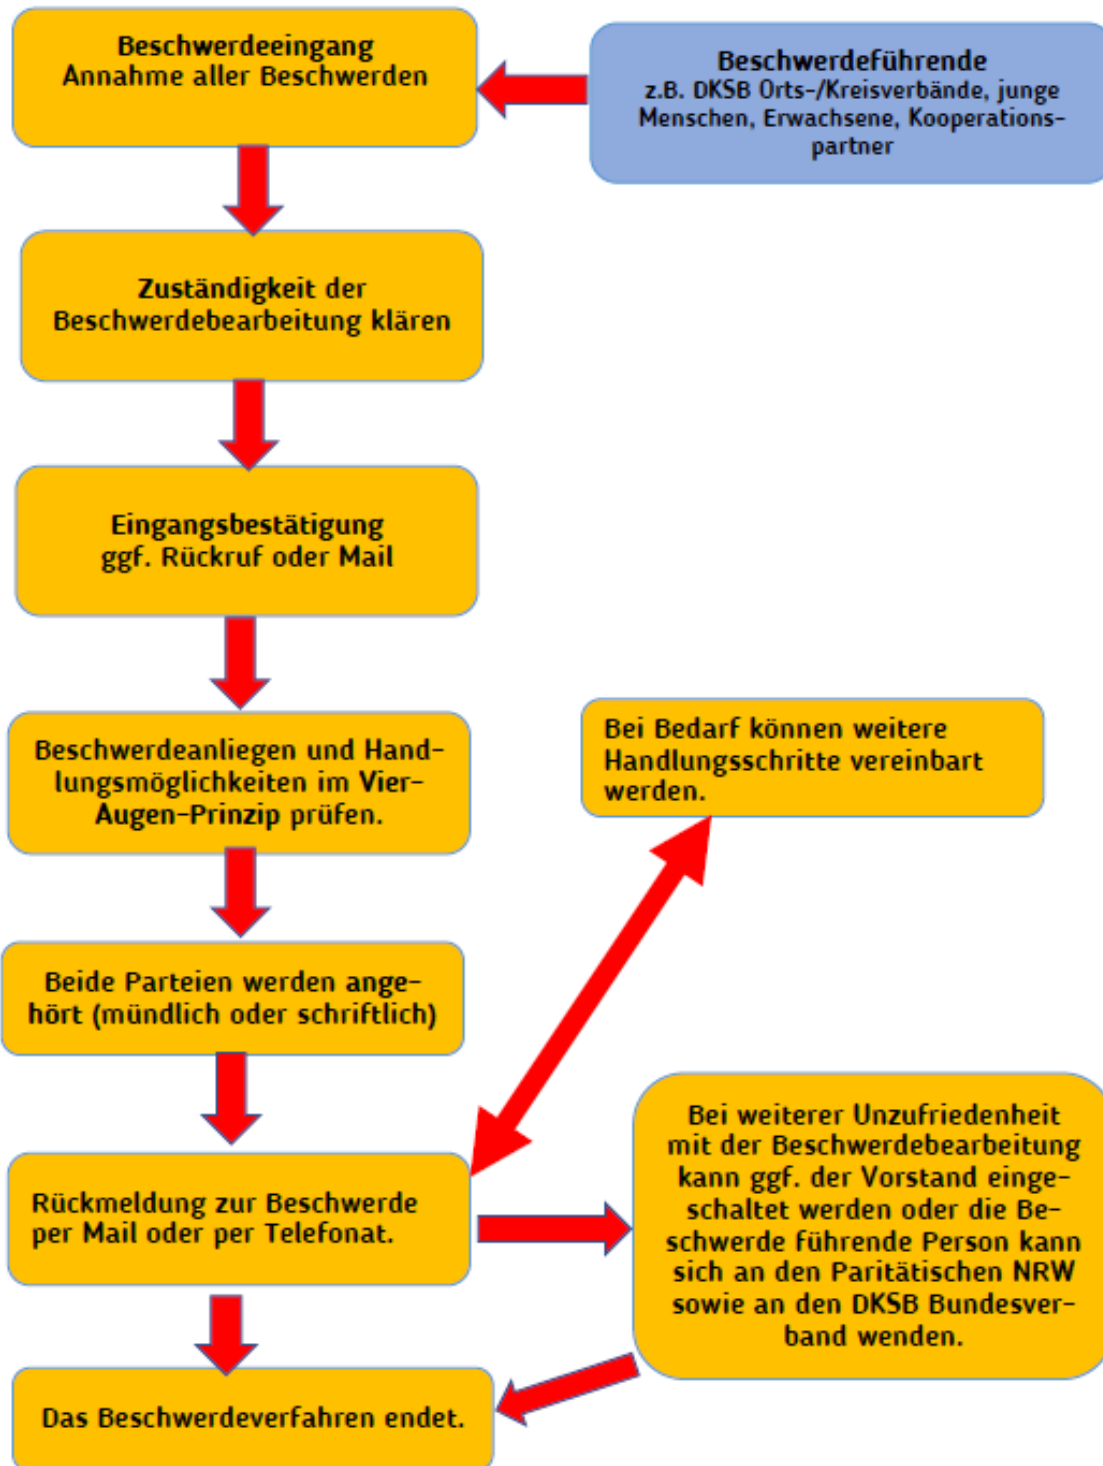 Beschwerdeeingang
Annahme aller Beschwerden
Beschwerdeführende
z.B. DKSB Orts-/Kreisverbände, junge
Menschen, Erwachsene, Kooperations-
partner
Zuständigkeit der
Beschwerdebearbeitung klären
Eingangsbestätigung
ggf. Rückruf oder Mail
Beschwerdeanliegen und Hand-
lungsmöglichkeiten im Vier-
Augen-Prinzip prüfen.
Bei Bedarf können weitere
Handlungsschritte vereinbart
werden.
Beide Parteien werden ange-
hört (mündlich oder schriftlich)
Rückmeldung zur Beschwerde
per Mail oder per Telefonat.
Bei weiterer Unzufriedenheit
mit der Beschwerdebearbeitung
kann ggf. der Vorstand einge-
schaltet werden oder die Be-
schwerde führende Person kann
sich an den Paritätischen NRW
sowie an den DKSB Bundesver-
band wenden.
Das Beschwerdeverfahren endet.